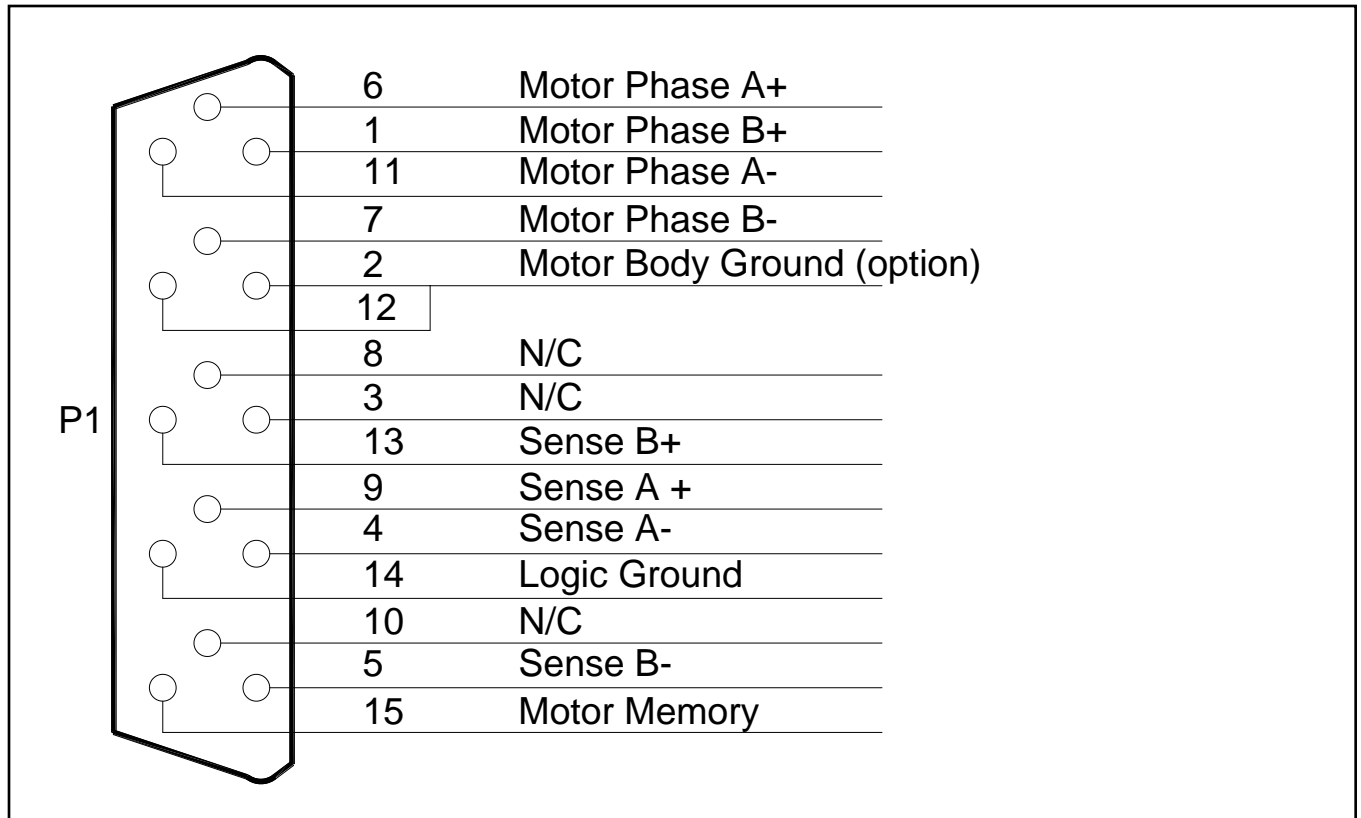 6 Motor Phase A+
1 Motor Phase B+
11 Motor Phase A-
7 Motor Phase B-
2 Motor Body Ground (option)
12
8 N/C
3 N/C
P1
13 Sense B+
9 Sense A +
4 Sense A-
14 Logic Ground
10 N/C
5 Sense B-
15 Motor Memory